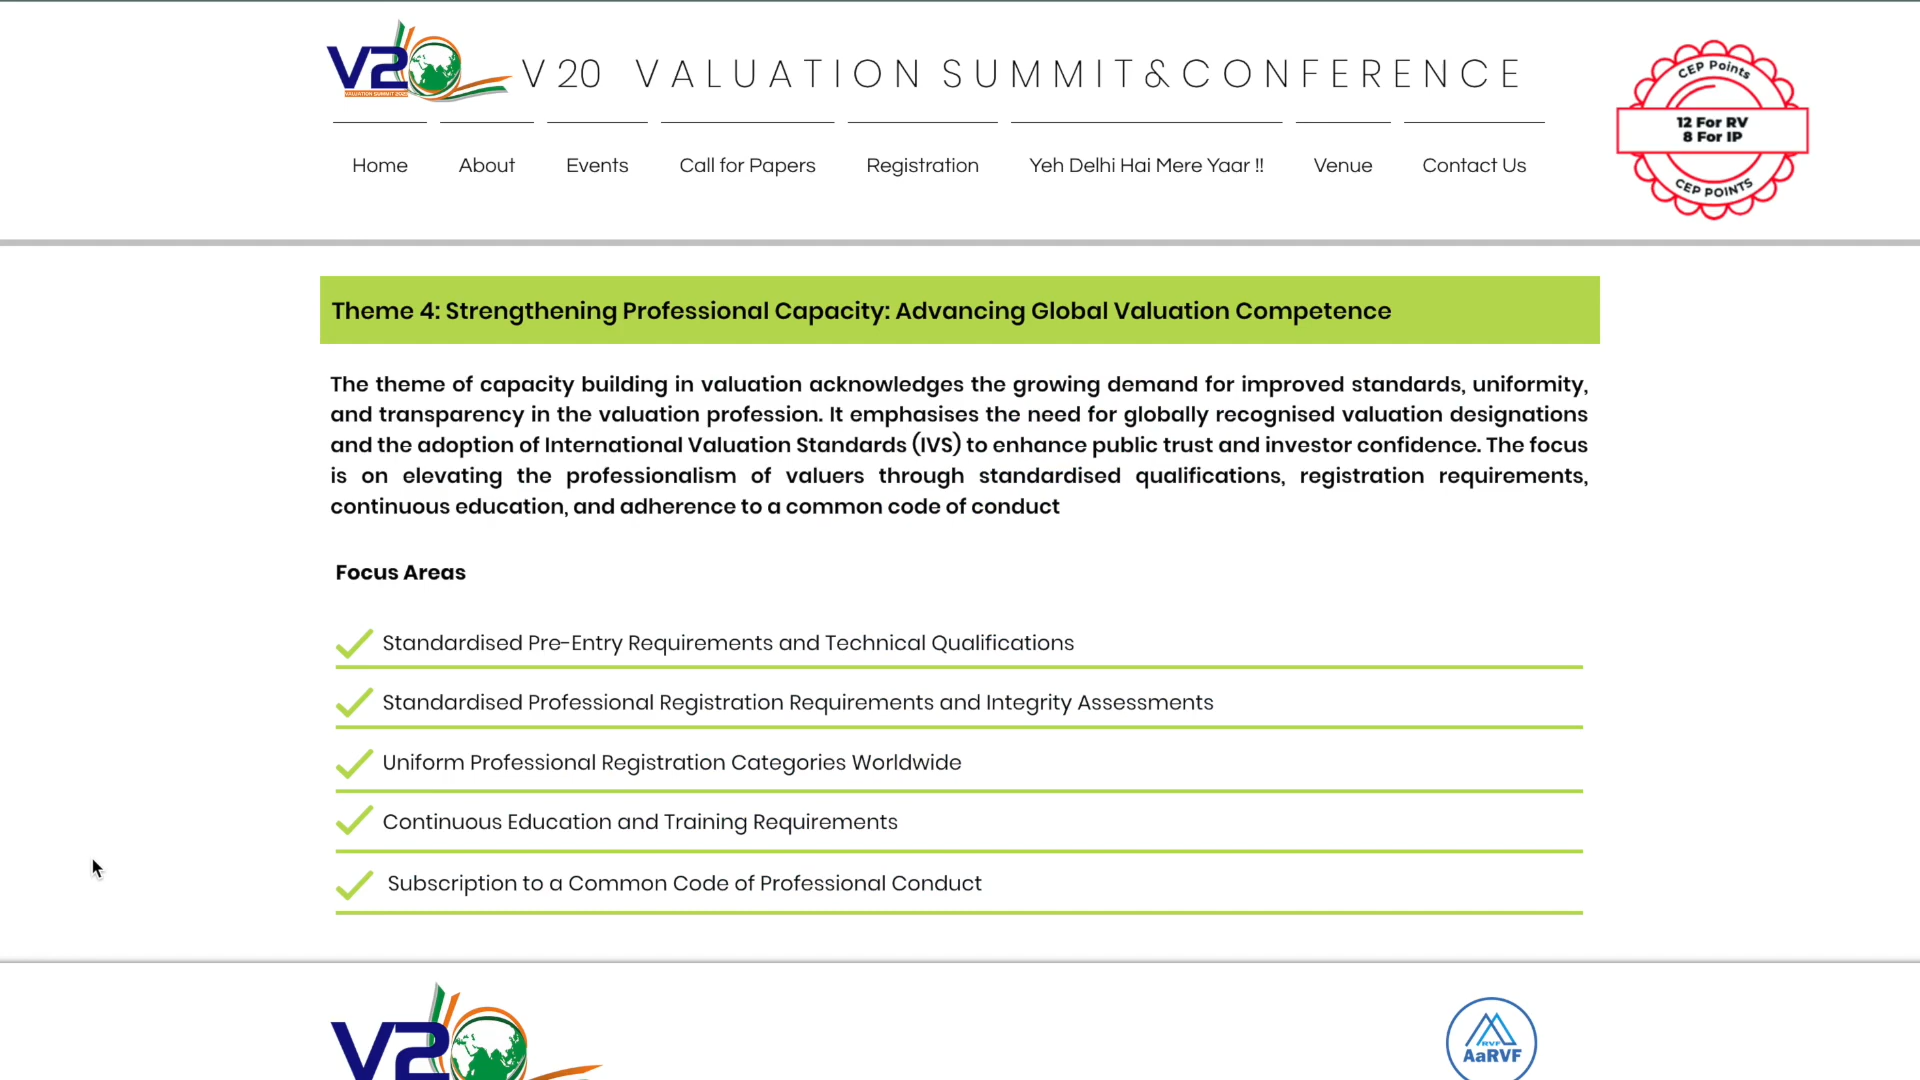 V20
VALUATION SUMMIT 2023
V 20 VALUATION SUMMIT&CONFERENCE
CEP Points
12 For RV
8 For IP
CEP POINTS
Home
About
Events
Call for Papers
Registration
Yeh Delhi Hai Mere Yaar !!
Venue
Contact Us
Theme 4: Strengthening Professional Capacity: Advancing Global Valuation Competence
The theme of capacity building in valuation acknowledges the growing demand for improved standards, uniformity,
and transparency in the valuation profession. It emphasises the need for globally recognised valuation designations
and the adoption of International Valuation Standards (IVS) to enhance public trust and investor confidence. The focus
is on elevating the professionalism of valuers through standardised qualifications, registration requirements,
continuous education, and adherence to a common code of conduct
Focus Areas
Standardised Pre-Entry Requirements and Technical Qualifications
Standardised Professional Registration Requirements and Integrity Assessments
Uniform Professional Registration Categories Worldwide
Continuous Education and Training Requirements
Subscription to a Common Code of Professional Conduct
V20
RVF
AaRVF